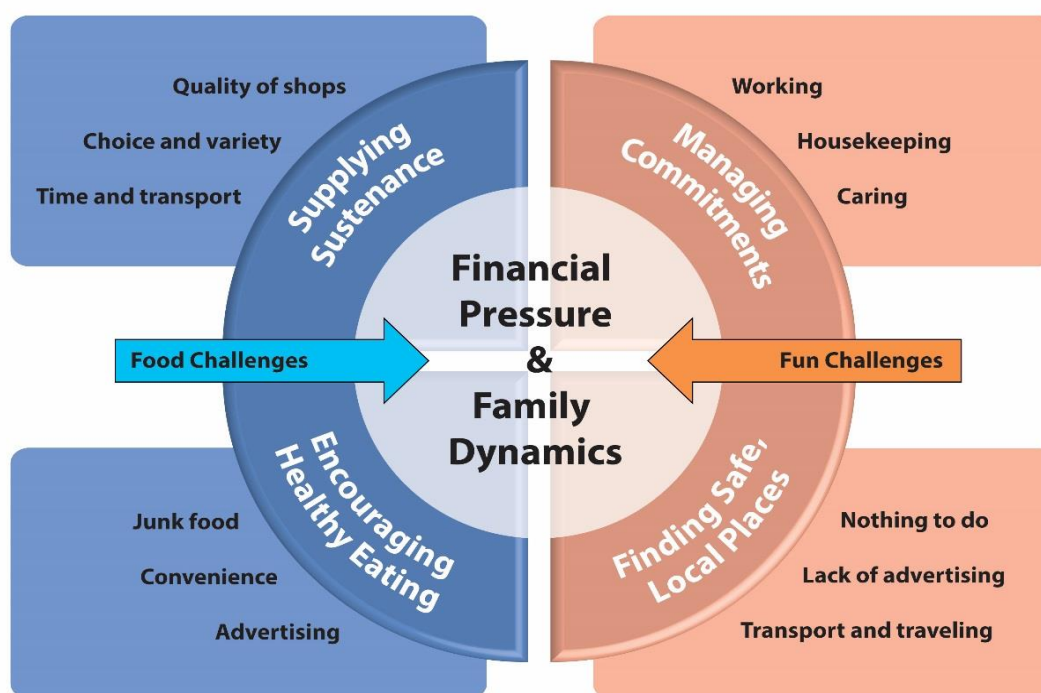 Quality of shops
Choice and variety
Time and transport
Supplying
Sustenance
Working
Housekeeping
Caring
Managing
Commitments
Financial
Pressure
&
Family
Dynamics
Food Challenges
Fun Challenges
Junk food
Convenience
Advertising
Encouraging
Healthy Eating
Finding Safe,
Local Places
Nothing to do
Lack of advertising
Transport and traveling